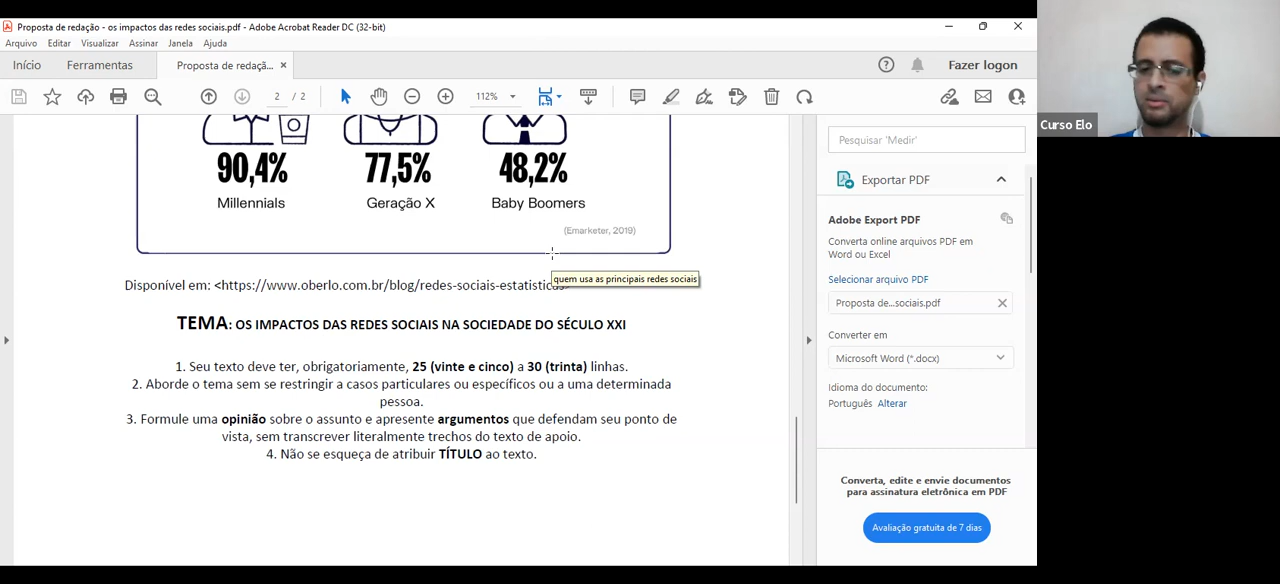 Proposta de redação - os impactos das redes sociais.pdf - Adobe Acrobat Reader DC (32-bit)
Arquivo Editar Visualizar Assinar Janela Ajuda
Início Ferramentas Proposta de redaçã... × Fazer logon
2 / 2 112%
90,4% 77,5% 48,2%
Millennials Geração X Baby Boomers
(Emarketer, 2019)
quem usa as principais redes sociais
Disponível em: <https://www.oberlo.com.br/blog/redes-sociais-estatisticas>
TEMA: OS IMPACTOS DAS REDES SOCIAIS NA SOCIEDADE DO SÉCULO XXI
1. Seu texto deve ter, obrigatoriamente, 25 (vinte e cinco) a 30 (trinta) linhas.
2. Aborde o tema sem se restringir a casos particulares ou específicos ou a uma determinada
pessoa.
3. Formule uma opinião sobre o assunto e apresente argumentos que defendam seu ponto de
vista, sem transcrever literalmente trechos do texto de apoio.
4. Não se esqueça de atribuir TÍTULO ao texto.
Pesquisar 'Medir'
Exportar PDF
Adobe Export PDF
Converta online arquivos PDF em
Word ou Excel
Selecionar arquivo PDF
Proposta de...sociais.pdf
Converter em
Microsoft Word (*.docx)
Idioma do documento:
Português Alterar
Converta, edite e envie documentos
para assinatura eletrônica em PDF
Avaliação gratuita de 7 dias
Curso Elo